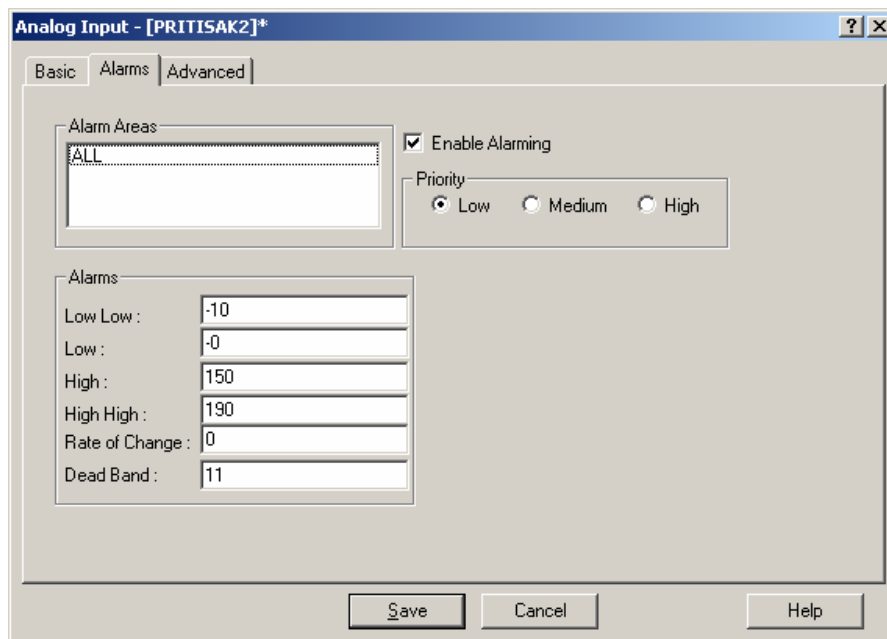 Analog Input - [PRITISAK2]*
Basic Alarms Advanced
Alarm Areas
ALL
Enable Alarming
Priority
Low Medium High
Alarms
Low Low : -10
Low : -0
High : 150
High High : 190
Rate of Change : 0
Dead Band : 11
Save Cancel Help